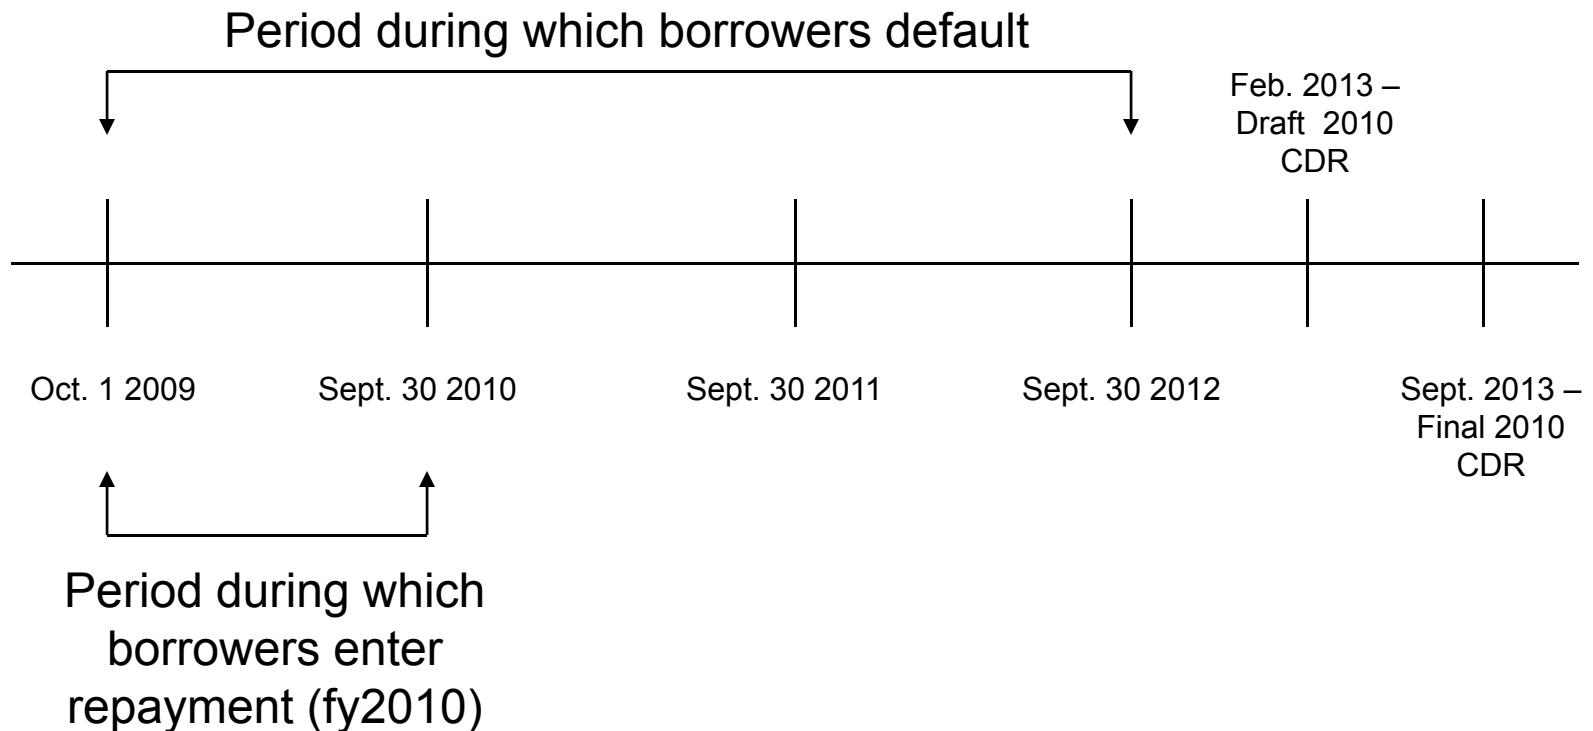 Period during which borrowers default
Feb. 2013 –
Draft  2010
CDR
Oct. 1 2009
Sept. 30 2010
Sept. 30 2011
Sept. 30 2012
Sept. 2013 –
Final 2010
CDR
Period during which
borrowers enter
repayment (fy2010)